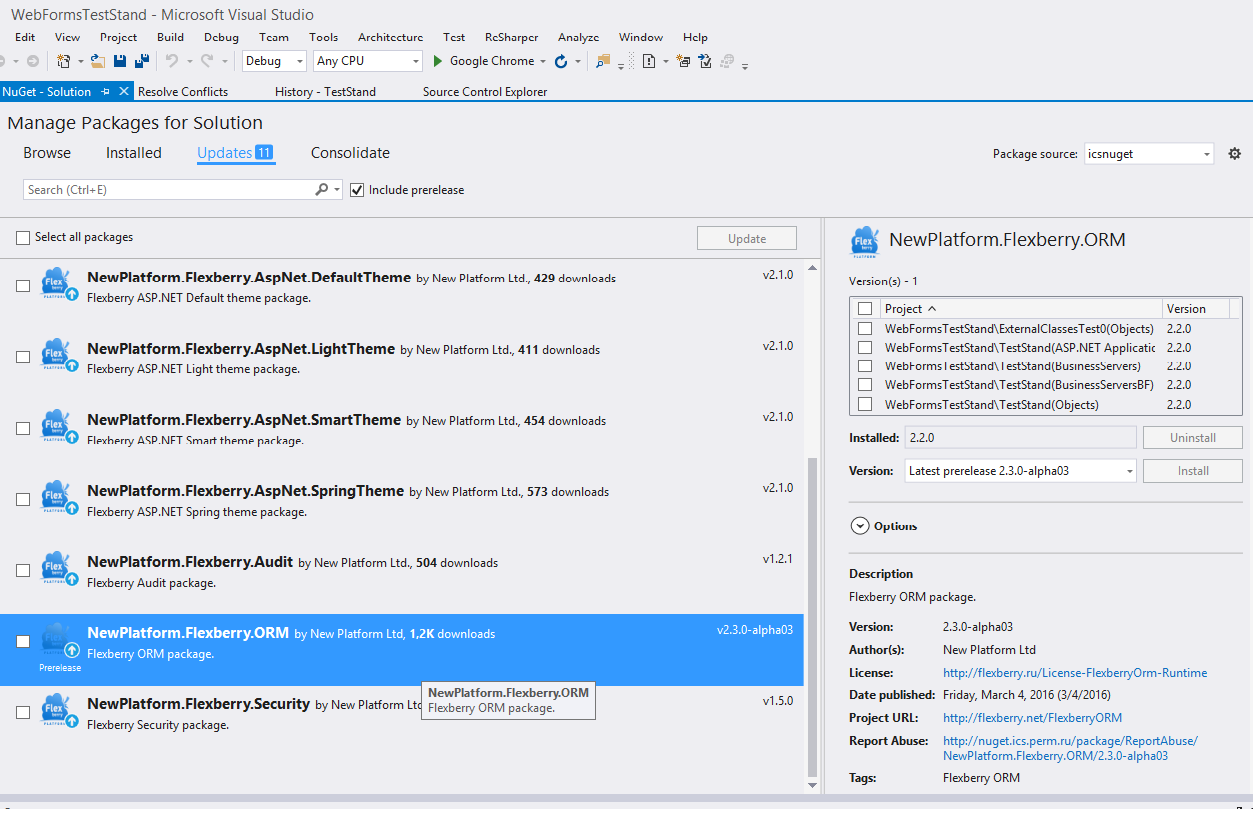 WebFormsTestStand - Microsoft Visual Studio
Edit View Project Build Debug Team Tools Architecture Test ReSharper Analyze Window Help
Debug Any CPU Google Chrome
NuGet - Solution Resolve Conflicts History - TestStand Source Control Explorer
Manage Packages for Solution
Browse Installed Updates 11 Consolidate
Package source: icsnuget
Search (Ctrl+E) Include prerelease
Select all packages Update
NewPlatform.Flexberry.AspNet.DefaultTheme by New Platform Ltd., 429 downloads v2.1.0
Flexberry ASP.NET Default theme package.
NewPlatform.Flexberry.AspNet.LightTheme by New Platform Ltd., 411 downloads v2.1.0
Flexberry ASP.NET Light theme package.
NewPlatform.Flexberry.AspNet.SmartTheme by New Platform Ltd., 454 downloads v2.1.0
Flexberry ASP.NET Smart theme package.
NewPlatform.Flexberry.AspNet.SpringTheme by New Platform Ltd., 573 downloads v2.1.0
Flexberry ASP.NET Spring theme package.
NewPlatform.Flexberry.Audit by New Platform Ltd., 504 downloads v1.2.1
Flexberry Audit package.
NewPlatform.Flexberry.ORM by New Platform Ltd, 1,2K downloads v2.3.0-alpha03
Flexberry ORM package.
Prerelease
NewPlatform.Flexberry.Security by New Platform Ltd v1.5.0
Flexberry Security package.
NewPlatform.Flexberry.ORM
Flexberry ORM package.
NewPlatform.Flexberry.ORM
Version(s) - 1
Project Version
WebFormsTestStand\ExternalClassesTest0(Objects) 2.2.0
WebFormsTestStand\TestStand(ASP.NET Applicatic 2.2.0
WebFormsTestStand\TestStand(BusinessServers) 2.2.0
WebFormsTestStand\TestStand(BusinessServersBF) 2.2.0
WebFormsTestStand\TestStand(Objects) 2.2.0
Installed: 2.2.0 Uninstall
Version: Latest prerelease 2.3.0-alpha03 Install
Options
Description
Flexberry ORM package.
Version: 2.3.0-alpha03
Author(s): New Platform Ltd
License: http://flexberry.ru/License-FlexberryOrm-Runtime
Date published: Friday, March 4, 2016 (3/4/2016)
Project URL: http://flexberry.net/FlexberryORM
Report Abuse: http://nuget.ics.perm.ru/package/ReportAbuse/
NewPlatform.Flexberry.ORM/2.3.0-alpha03
Tags: Flexberry ORM